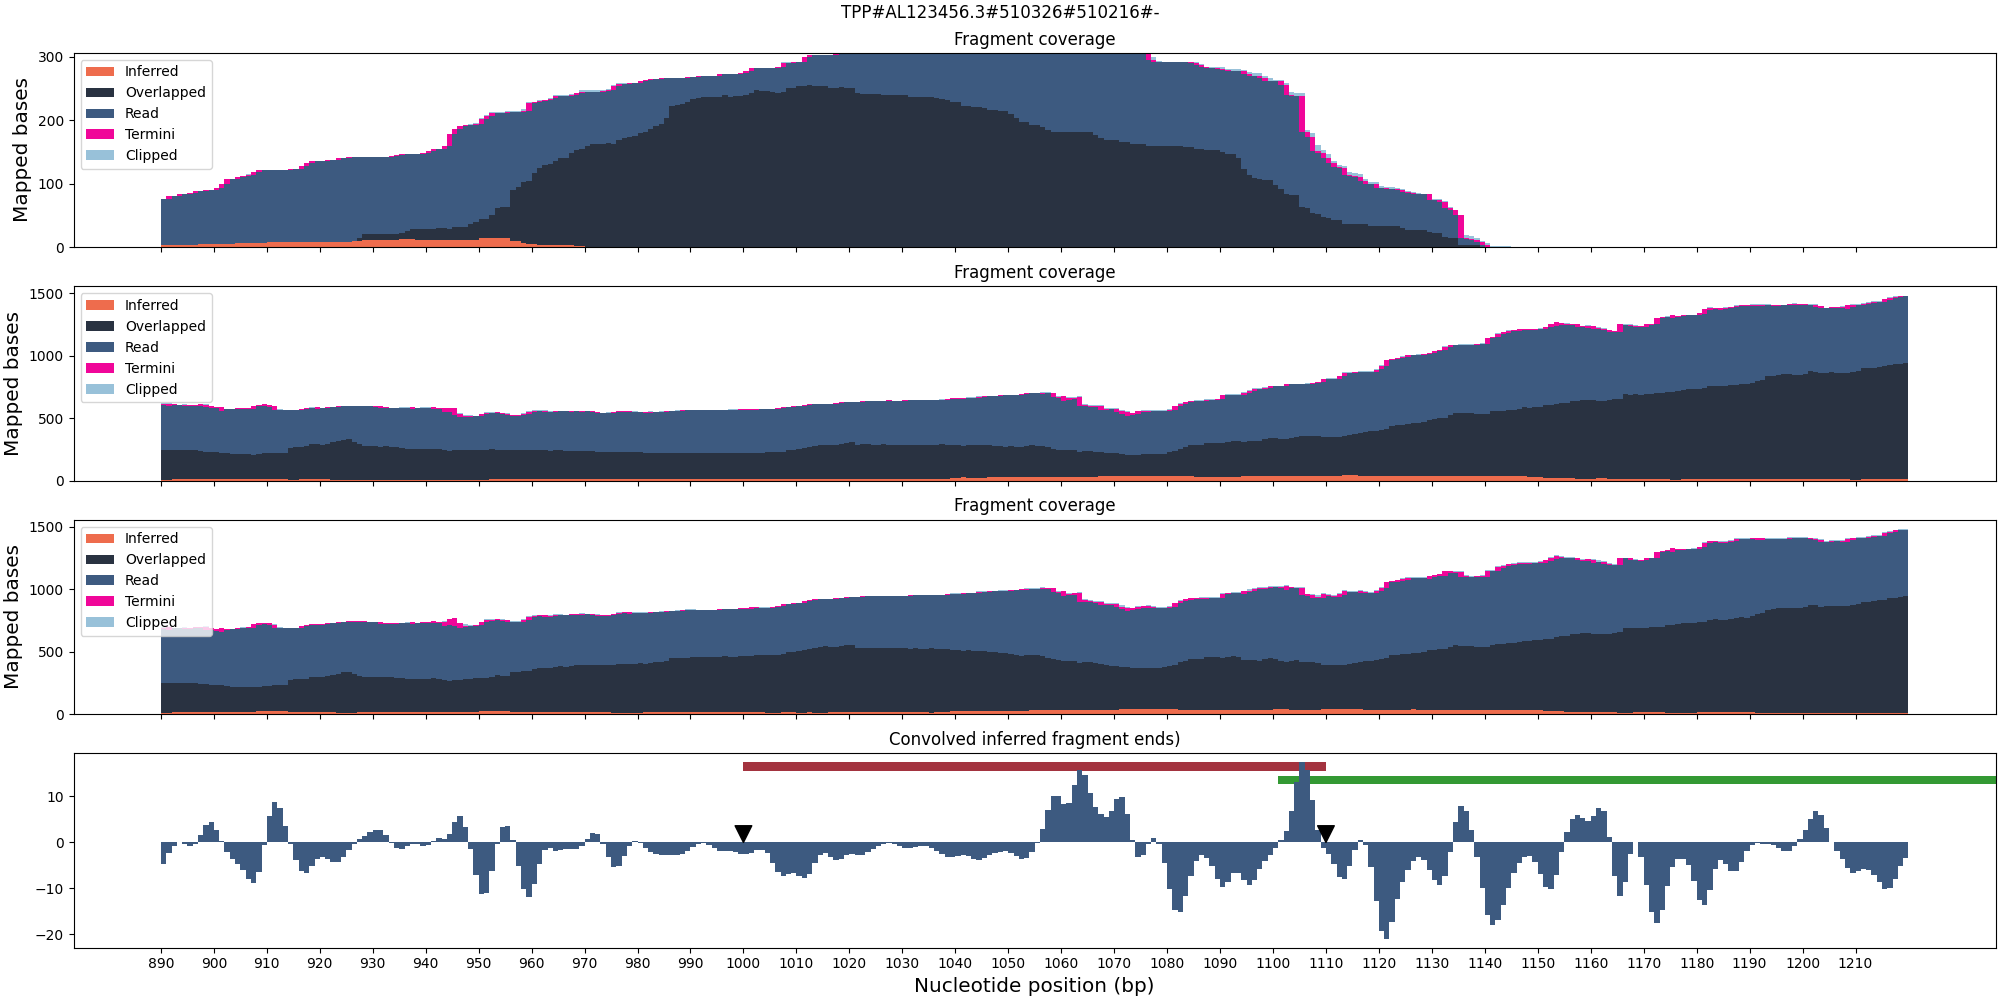 TPP#AL123456.3#510326#510216#-
Fragment coverage
Mapped bases
300
200
100
0
Inferred
Overlapped
Read
Termini
Clipped
Fragment coverage
Mapped bases
1500
1000
500
0
Inferred
Overlapped
Read
Termini
Clipped
Fragment coverage
Mapped bases
1500
1000
500
0
Inferred
Overlapped
Read
Termini
Clipped
Convolved inferred fragment ends)
10
0
−10
−20
890 900 910 920 930 940 950 960 970 980 990 1000 1010 1020 1030 1040 1050 1060 1070 1080 1090 1100 1110 1120 1130 1140 1150 1160 1170 1180 1190 1200 1210
Nucleotide position (bp)